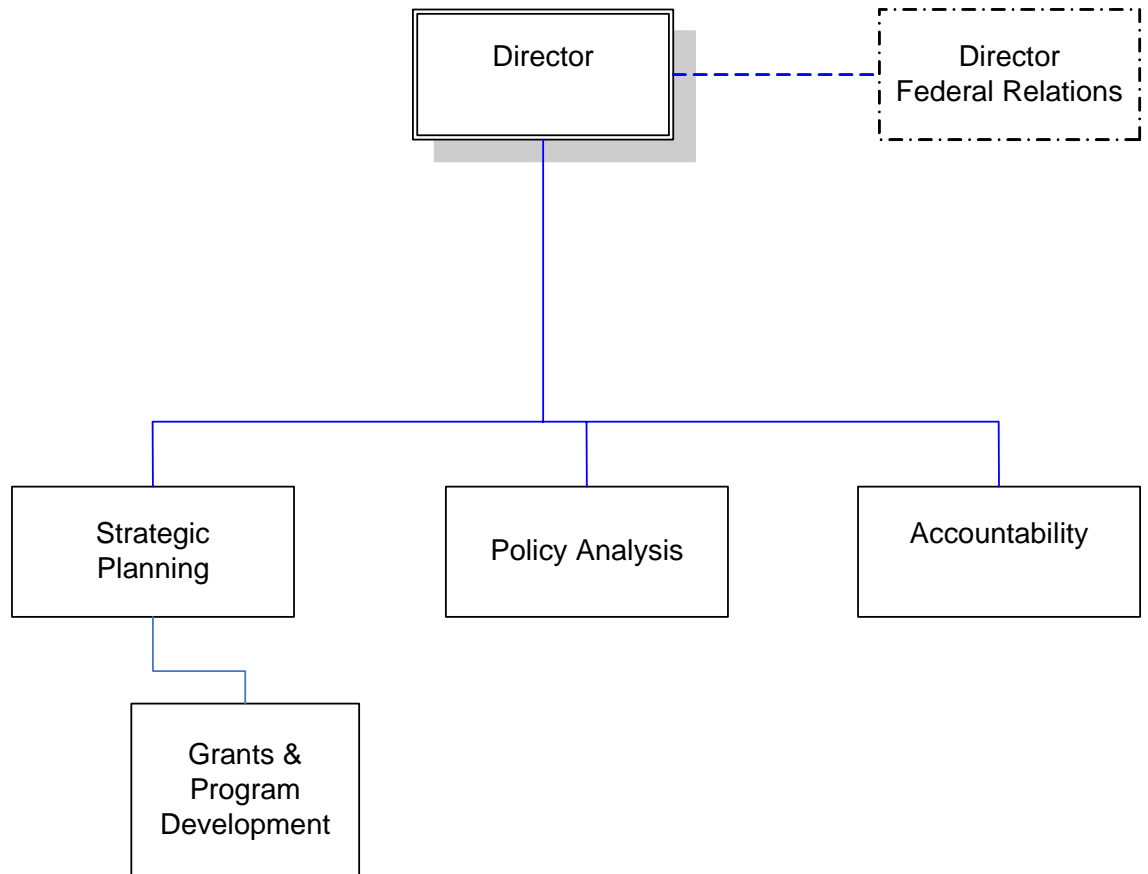 Director
Director
Federal Relations
Strategic
Planning
Policy Analysis
Accountability
Grants &
Program
Development